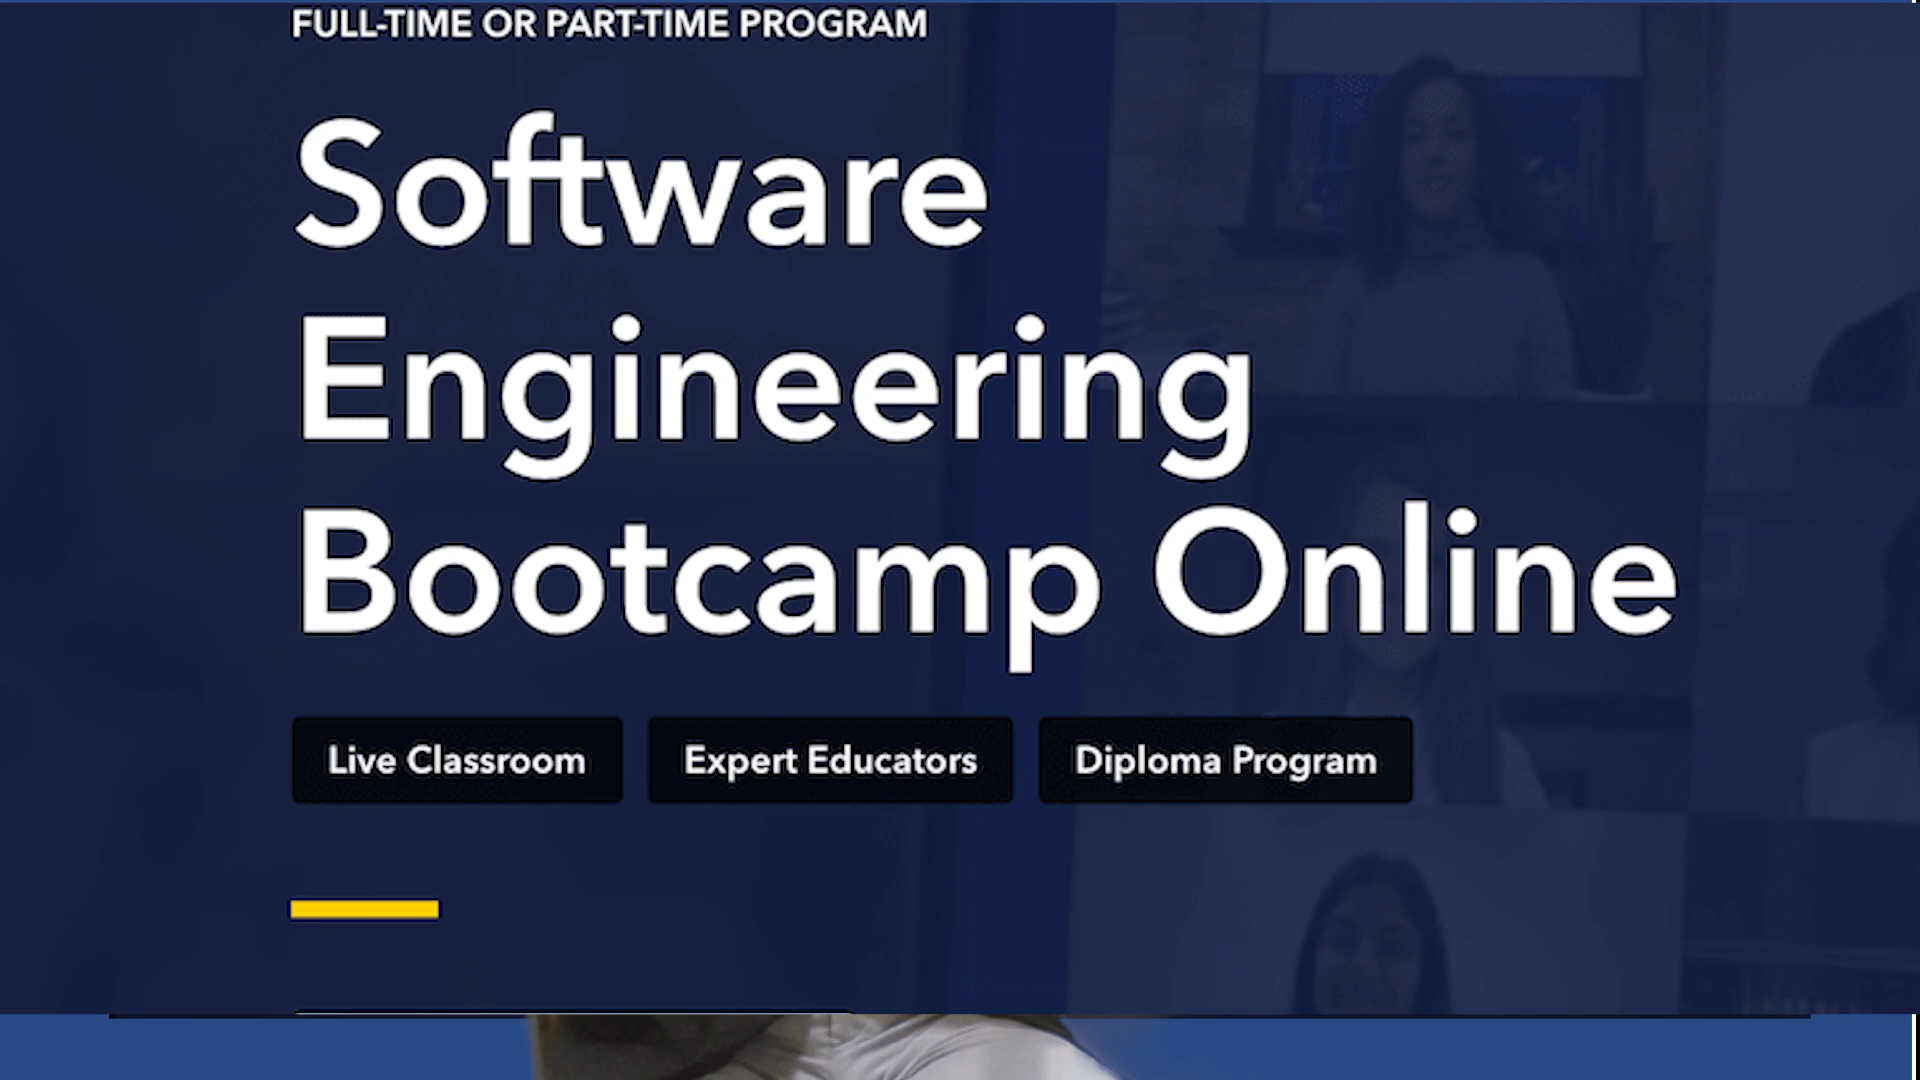 FULL-TIME OR PART-TIME PROGRAM
Software
Engineering
Bootcamp Online
Live Classroom Expert Educators Diploma Program